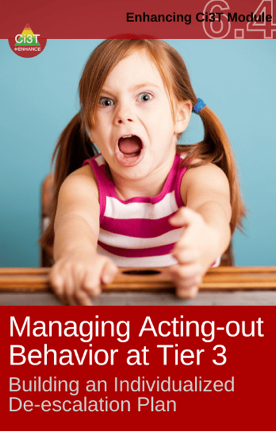 Enhancing Ci3T Module
6.4
Ci3T
ENHANCE
Managing Acting-out
Behavior at Tier 3
Building an Individualized
De-escalation Plan